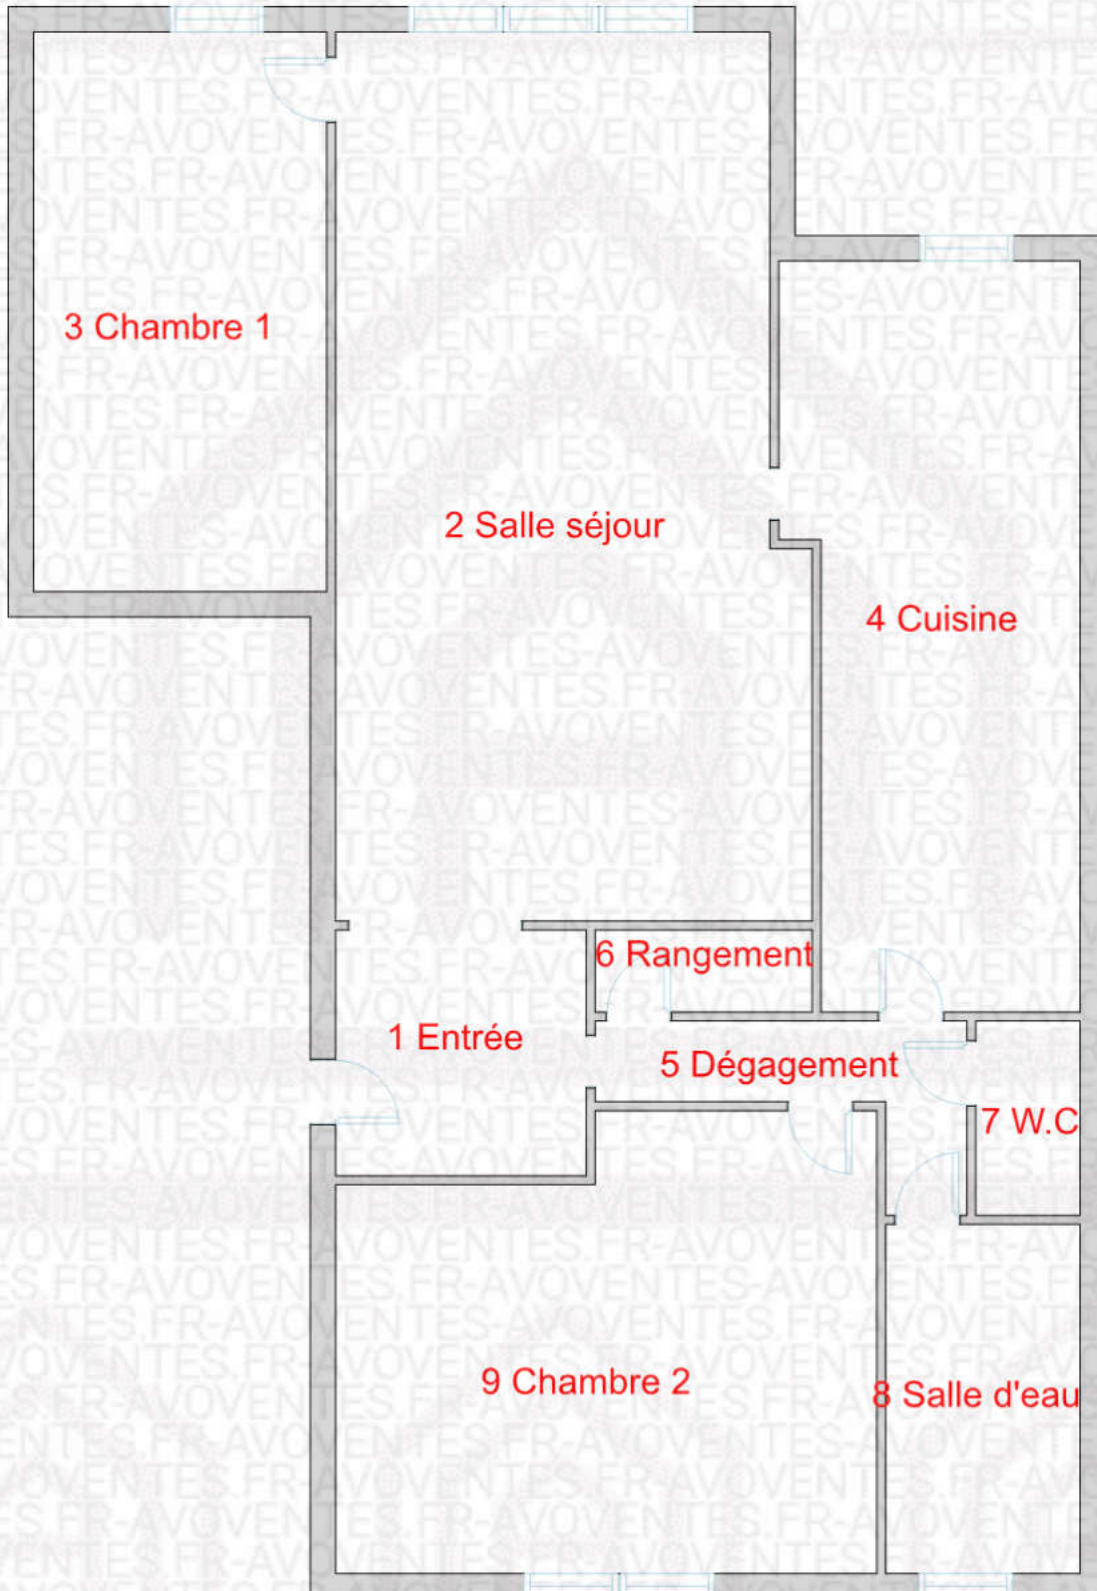 3 Chambre 1
2 Salle séjour
4 Cuisine
6 Rangement
1 Entrée
5 Dégagement
7 W.C
9 Chambre 2
8 Salle d'eau